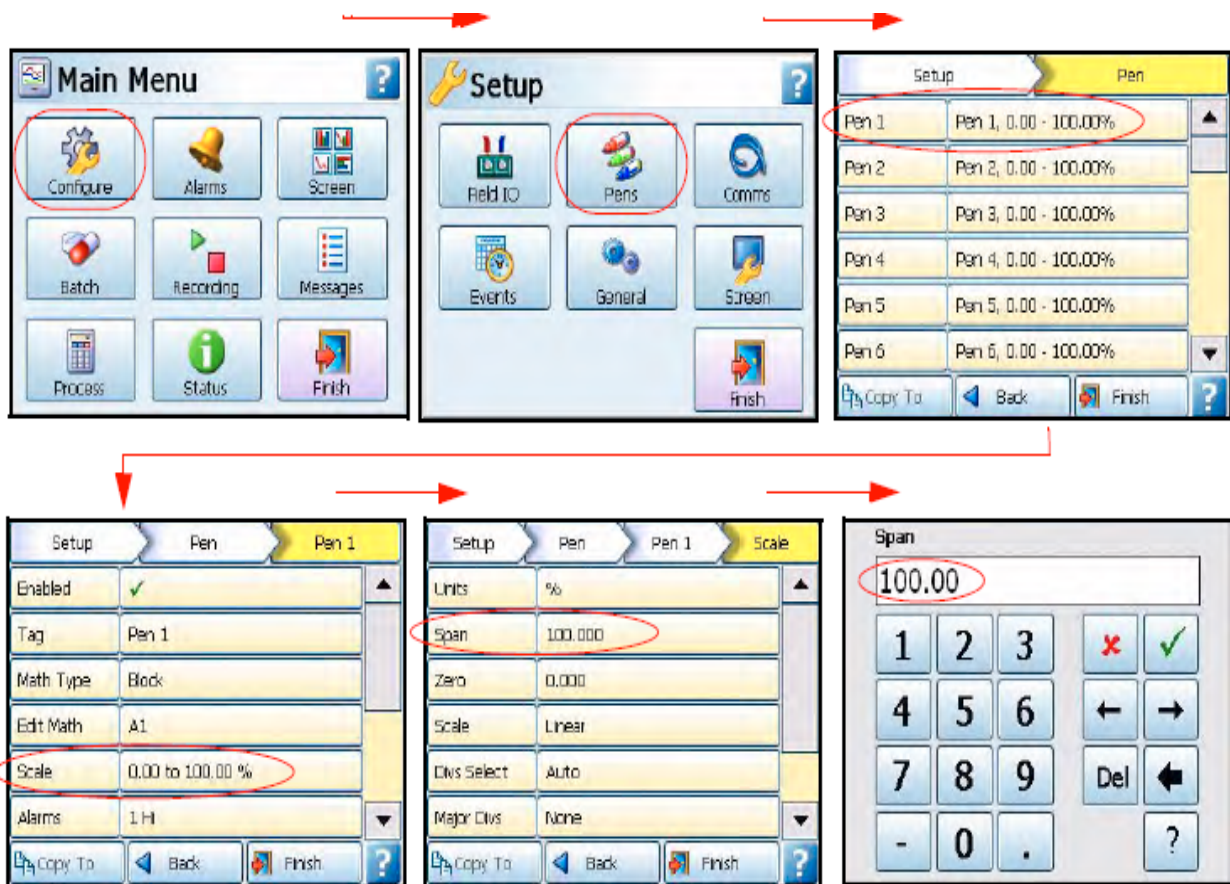 Main Menu
?
Configure
Alarms
Screen
Batch
Recording
Messages
Process
Status
Finish
Setup
?
Field IO
Pens
Comms
Events
General
Screen
Finish
Setup Pen
Pen 1 Pen 1, 0.00 - 100.00%
Pen 2 Pen 2, 0.00 - 100.00%
Pen 3 Pen 3, 0.00 - 100.00%
Pen 4 Pen 4, 0.00 - 100.00%
Pen 5 Pen 5, 0.00 - 100.00%
Pen 6 Pen 6, 0.00 - 100.00%
Copy To Back Finish ?
Setup Pen Pen 1
Enabled ✓
Tag Pen 1
Math Type Block
Edit Math A1
Scale 0.00 to 100.00 %
Alarms 1 Hi
Copy To Back Finish ?
Setup Pen Pen 1 Scale
Units %
Span 100.000
Zero 0.000
Scale Linear
Divs Select Auto
Major Divs None
Copy To Back Finish ?
Span
100.00
1 2 3 × ✓
4 5 6 ← →
7 8 9 Del ←
- 0 . ?